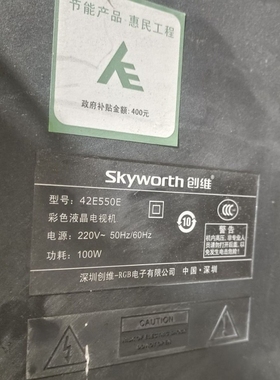 节能产品·惠民工程
政府补贴金额：400元
Skyworth 创维
型号：42E550E
彩色液晶电视机
电源：220V~ 50Hz/60Hz
功耗：100W
10
警告
深圳创维-RGB电子有限公司 中国·深圳
CAUTION